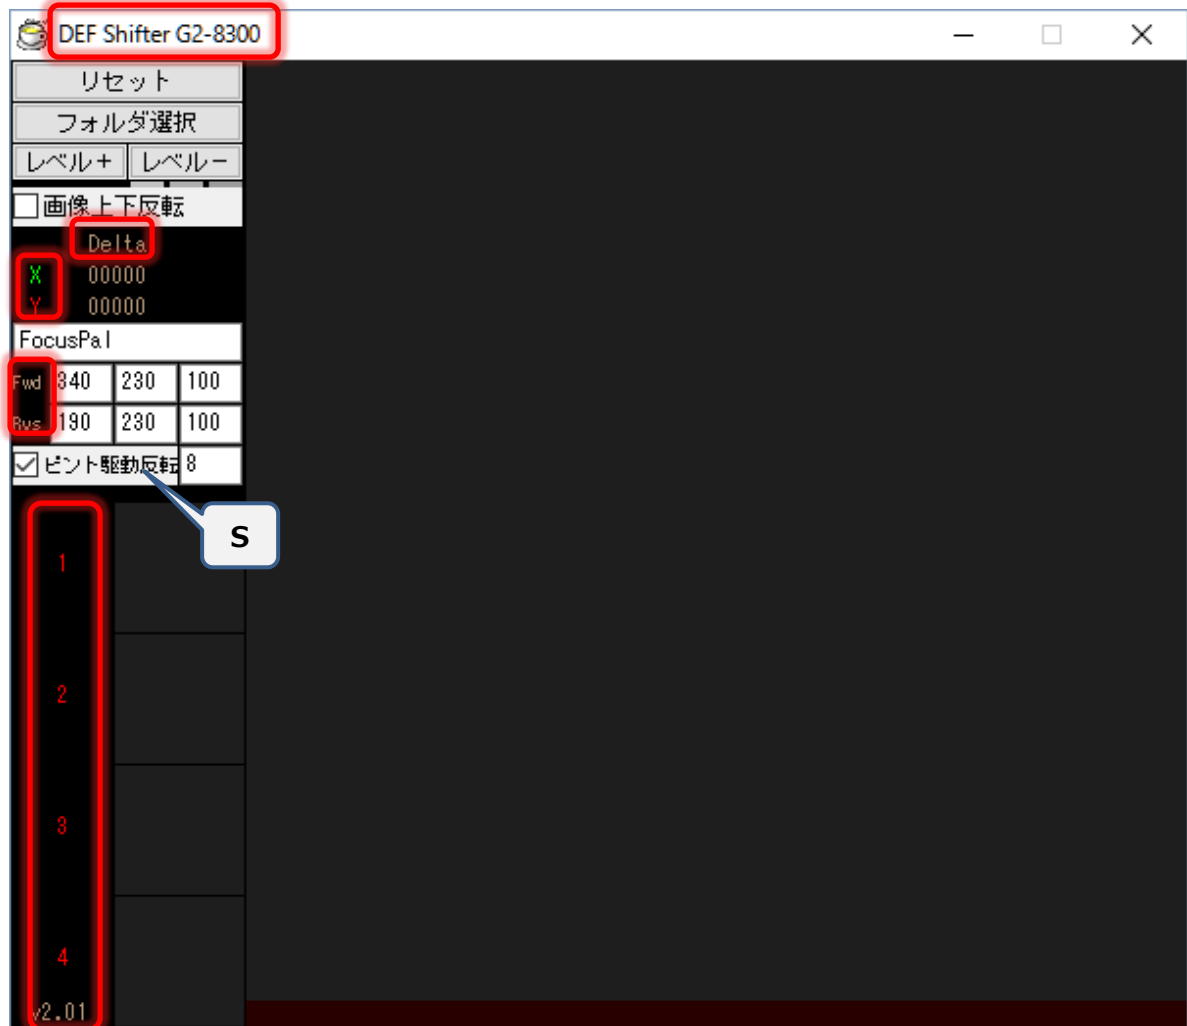 DEF Shifter G2-8300
リセット
フォルダ選択
レベル+ レベル-
画像上下反転
Delta
X 00000
Y 00000
FocusPal
Fwd 340 230 100
Rvs 190 230 100
ピント駆動反転 8
S
1
2
3
4
v2.01